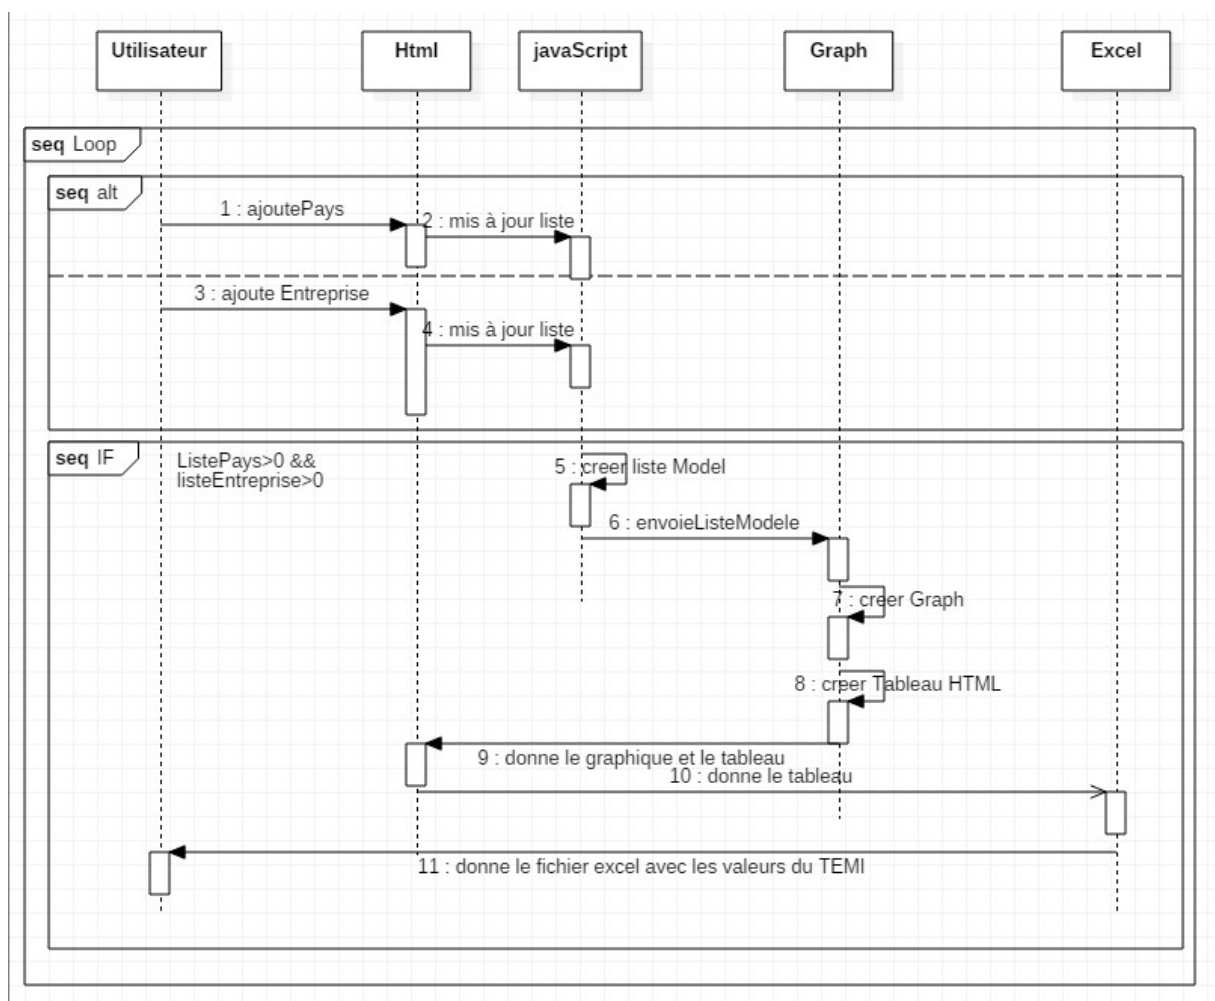 Utilisateur
Html
javaScript
Graph
Excel
seq Loop
seq alt
1 : ajoutePays
2 : mis à jour liste
3 : ajoute Entreprise
4 : mis à jour liste
seq IF
ListePays>0 &&
listeEntreprise>0
5 : creer liste Model
6 : envoieListeModele
7 : creer Graph
8 : creer Tableau HTML
9 : donne le graphique et le tableau
10 : donne le tableau
11 : donne le fichier excel avec les valeurs du TEMI